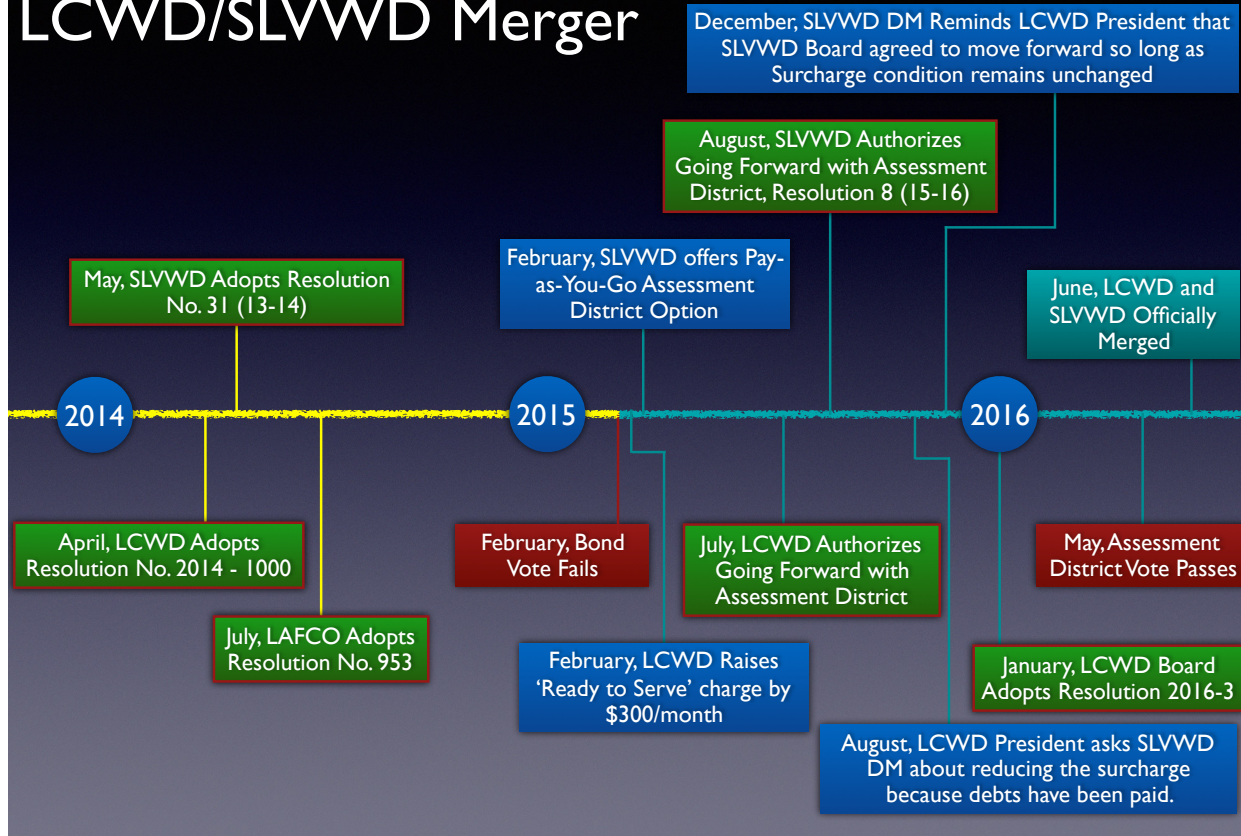 LCWD/SLVWD Merger
December, SLVWD DM Reminds LCWD President that
SLVWD Board agreed to move forward so long as
Surcharge condition remains unchanged
August, SLVWD Authorizes
Going Forward with Assessment
District, Resolution 8 (15-16)
May, SLVWD Adopts Resolution
No. 31 (13-14)
February, SLVWD offers Pay-
as-You-Go Assessment
District Option
June, LCWD and
SLVWD Officially
Merged
2014
2015
2016
April, LCWD Adopts
Resolution No. 2014 - 1000
February, Bond
Vote Fails
July, LCWD Authorizes
Going Forward with
Assessment District
May, Assessment
District Vote Passes
July, LAFCO Adopts
Resolution No. 953
February, LCWD Raises
‘Ready to Serve’ charge by
$300/month
January, LCWD Board
Adopts Resolution 2016-3
August, LCWD President asks SLVWD
DM about reducing the surcharge
because debts have been paid.